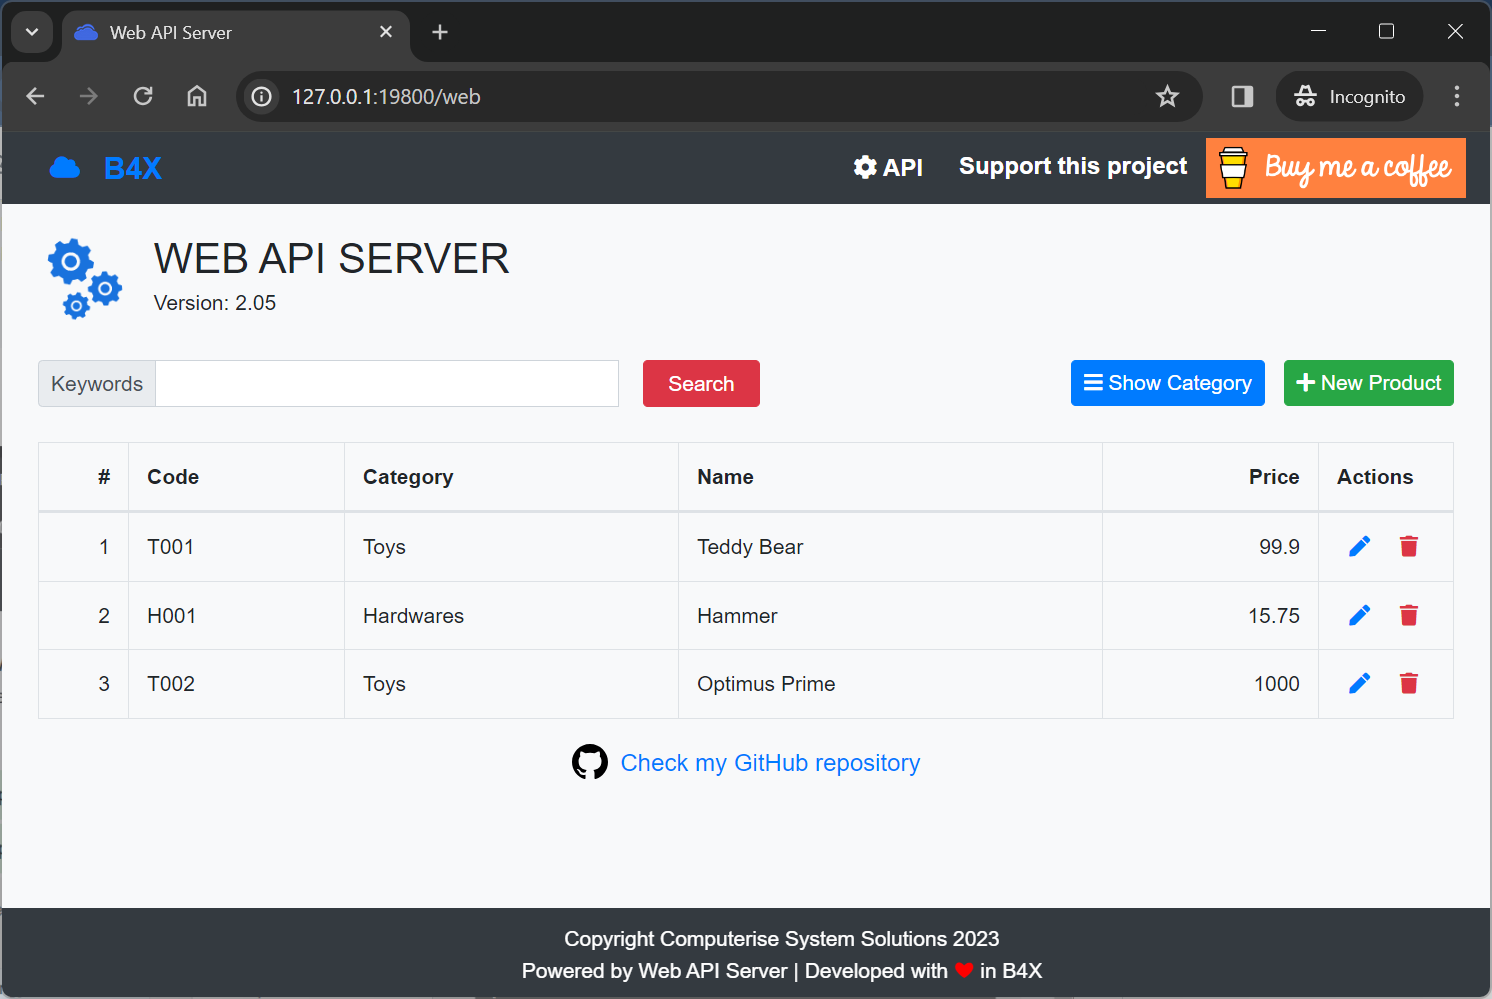 Web API Server
127.0.0.1:19800/web
Incognito
B4X
API
Support this project
Buy me a coffee
WEB API SERVER
Version: 2.05
Keywords
Search
Show Category
New Product
# Code Category Name Price Actions
1 T001 Toys Teddy Bear 99.9
2 H001 Hardwares Hammer 15.75
3 T002 Toys Optimus Prime 1000
Check my GitHub repository
Copyright Computerise System Solutions 2023
Powered by Web API Server | Developed with ❤ in B4X